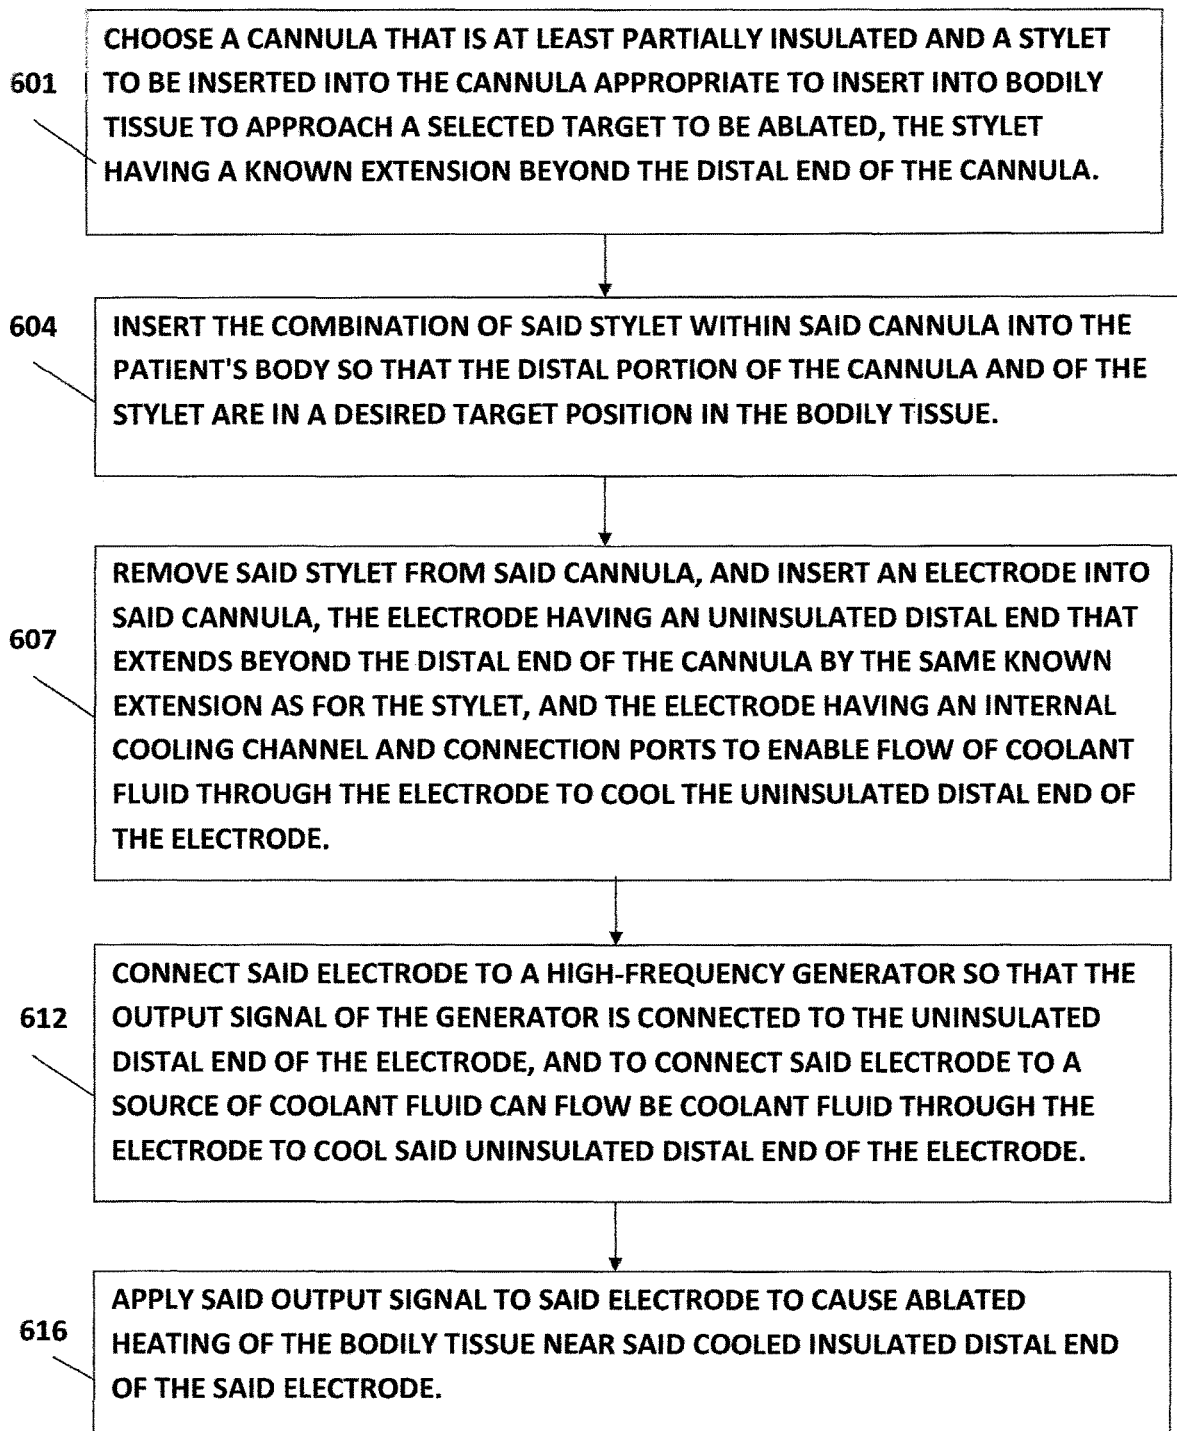 601
CHOOSE A CANNULA THAT IS AT LEAST PARTIALLY INSULATED AND A STYLET
TO BE INSERTED INTO THE CANNULA APPROPRIATE TO INSERT INTO BODILY
TISSUE TO APPROACH A SELECTED TARGET TO BE ABLATED, THE STYLET
HAVING A KNOWN EXTENSION BEYOND THE DISTAL END OF THE CANNULA.
604
INSERT THE COMBINATION OF SAID STYLET WITHIN SAID CANNULA INTO THE
PATIENT'S BODY SO THAT THE DISTAL PORTION OF THE CANNULA AND OF THE
STYLET ARE IN A DESIRED TARGET POSITION IN THE BODILY TISSUE.
607
REMOVE SAID STYLET FROM SAID CANNULA, AND INSERT AN ELECTRODE INTO
SAID CANNULA, THE ELECTRODE HAVING AN UNINSULATED DISTAL END THAT
EXTENDS BEYOND THE DISTAL END OF THE CANNULA BY THE SAME KNOWN
EXTENSION AS FOR THE STYLET, AND THE ELECTRODE HAVING AN INTERNAL
COOLING CHANNEL AND CONNECTION PORTS TO ENABLE FLOW OF COOLANT
FLUID THROUGH THE ELECTRODE TO COOL THE UNINSULATED DISTAL END OF
THE ELECTRODE.
612
CONNECT SAID ELECTRODE TO A HIGH-FREQUENCY GENERATOR SO THAT THE
OUTPUT SIGNAL OF THE GENERATOR IS CONNECTED TO THE UNINSULATED
DISTAL END OF THE ELECTRODE, AND TO CONNECT SAID ELECTRODE TO A
SOURCE OF COOLANT FLUID CAN FLOW BE COOLANT FLUID THROUGH THE
ELECTRODE TO COOL SAID UNINSULATED DISTAL END OF THE ELECTRODE.
616
APPLY SAID OUTPUT SIGNAL TO SAID ELECTRODE TO CAUSE ABLATED
HEATING OF THE BODILY TISSUE NEAR SAID COOLED INSULATED DISTAL END
OF THE SAID ELECTRODE.